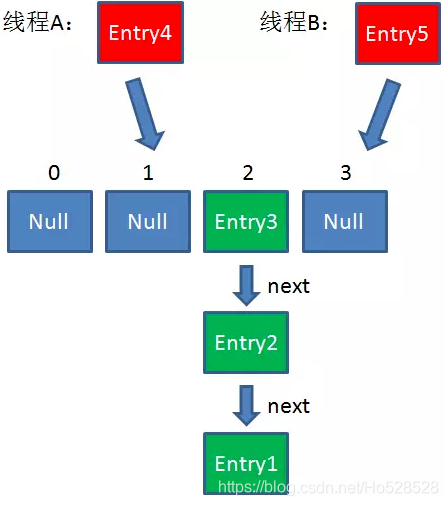 线程A： Entry4 线程B： Entry5
0 1 2 3
Null Null Entry3 Null
next
Entry2
next
Entry1
https://blog.csdn.net/Ho528528